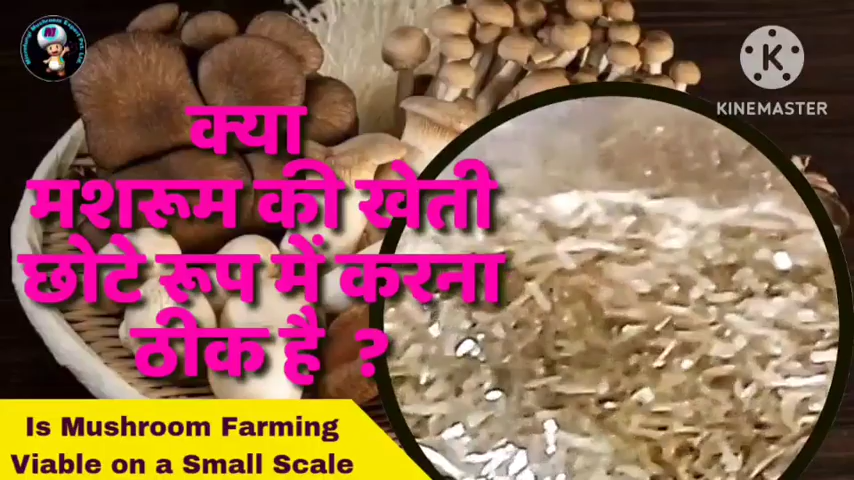 KINEMASTER
क्या
मशरूम की खेती
छोटे रूप में करना
ठीक है ?
Is Mushroom Farming
Viable on a Small Scale